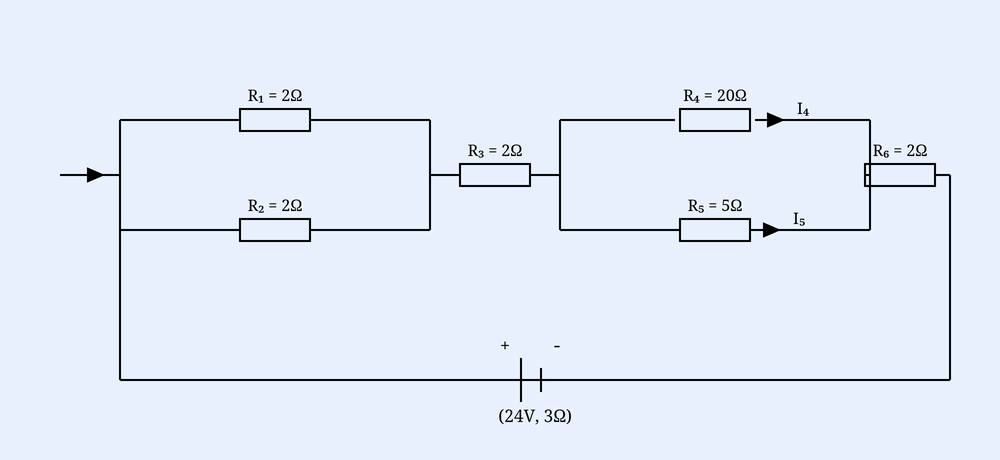 R₁ = 2Ω
R₄ = 20Ω
I₄
R₃ = 2Ω
R₆ = 2Ω
R₂ = 2Ω
R₅ = 5Ω
I₅
+ -
(24V, 3Ω)